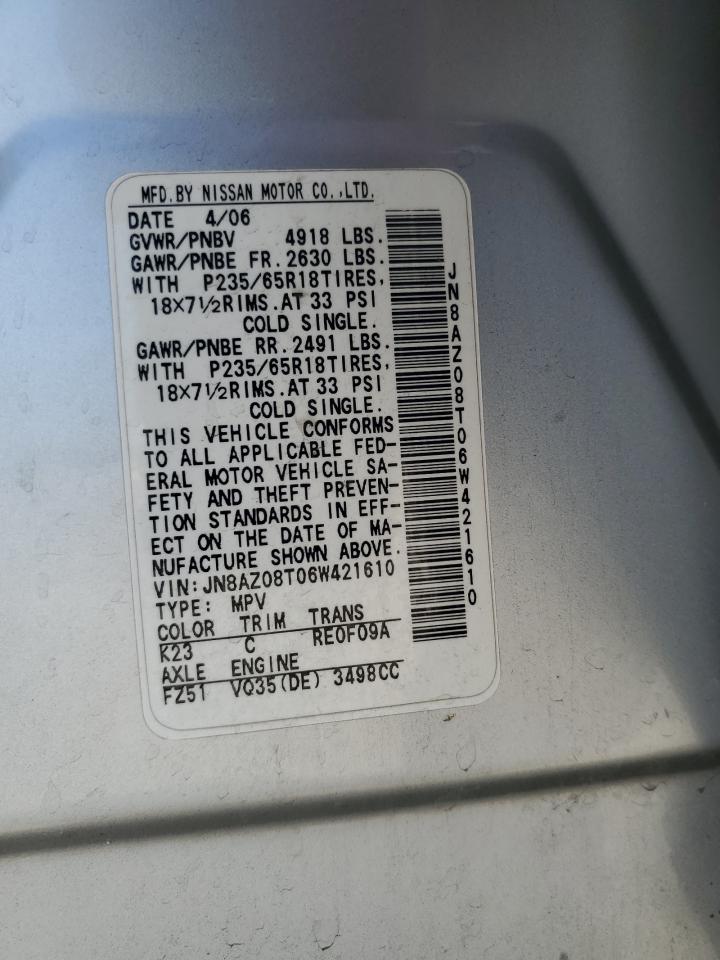 MFD.BY NISSAN MOTOR CO.,LTD.
DATE 4/06
GVWR/PNBV 4918 LBS.
GAWR/PNBE FR.2630 LBS.
WITH P235/65R18TIRES,
18×7½RIMS.AT 33 PSI
COLD SINGLE.
GAWR/PNBE RR.2491 LBS.
WITH P235/65R18TIRES,
18×7½RIMS.AT 33 PSI
COLD SINGLE.
THIS VEHICLE CONFORMS
TO ALL APPLICABLE FED-
ERAL MOTOR VEHICLE SA-
FETY AND THEFT PREVEN-
TION STANDARDS IN EFF-
ECT ON THE DATE OF MA-
NUFACTURE SHOWN ABOVE.
VIN:JN8AZ08T06W421610
TYPE: MPV
COLOR TRIM TRANS
K23 C RE0F09A
AXLE ENGINE
FZ51 VQ35(DE) 3498CC
JN8AZ08T06W421610